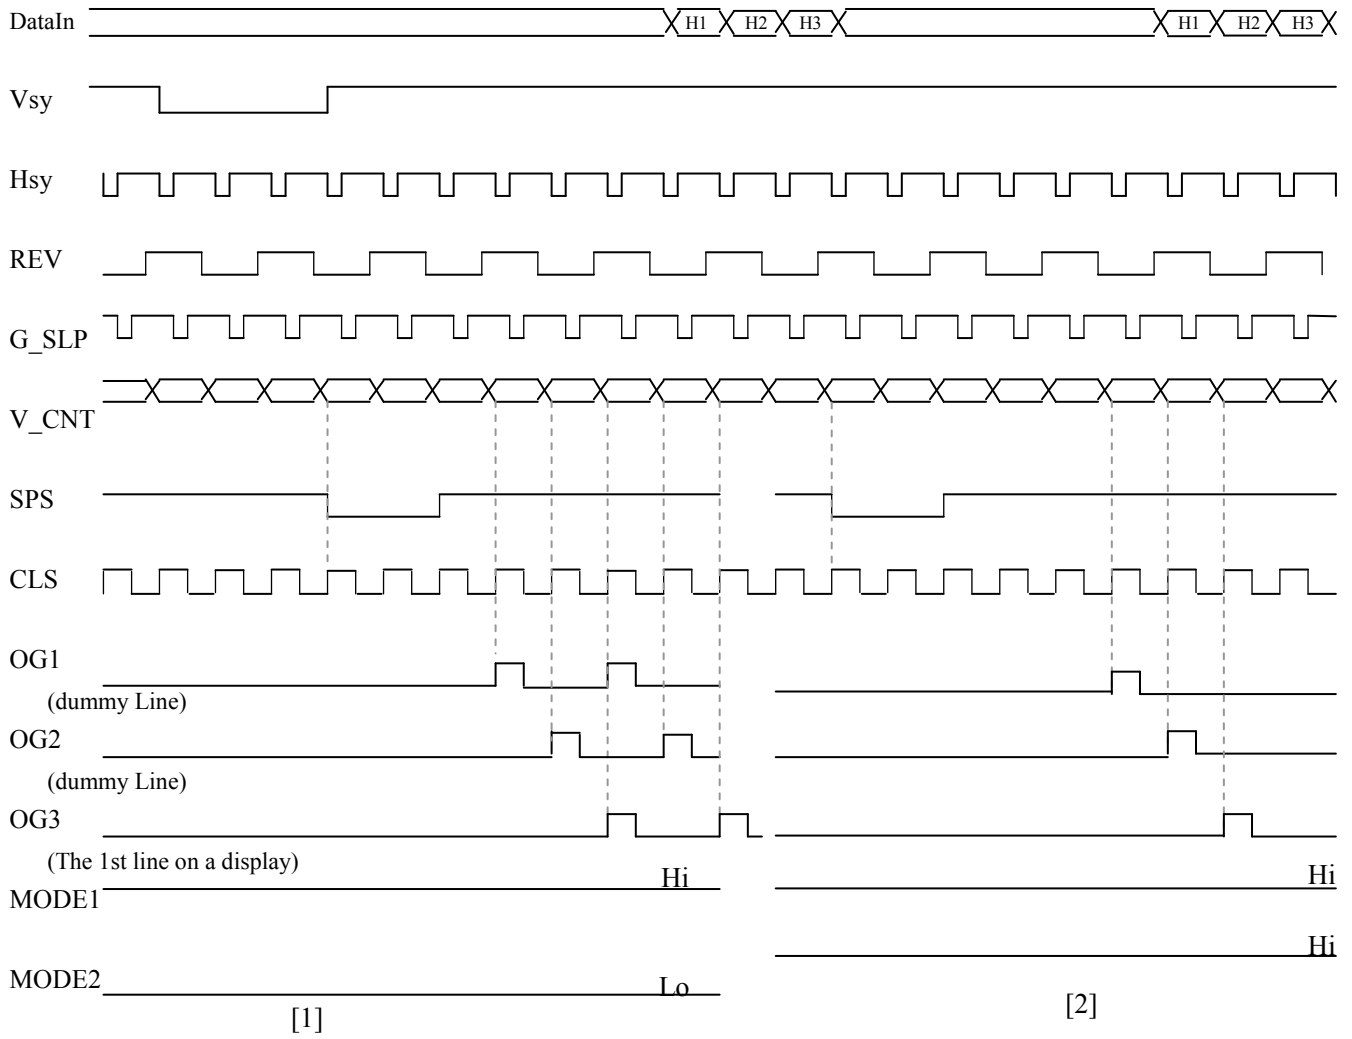 DataIn H1 H2 H3 H1 H2 H3
Vsy
Hsy
REV
G_SLP
V_CNT
SPS
CLS
OG1
(dummy Line)
OG2
(dummy Line)
OG3
(The 1st line on a display)
MODE1 Hi Hi
Hi
MODE2 Lo
[1] [2]